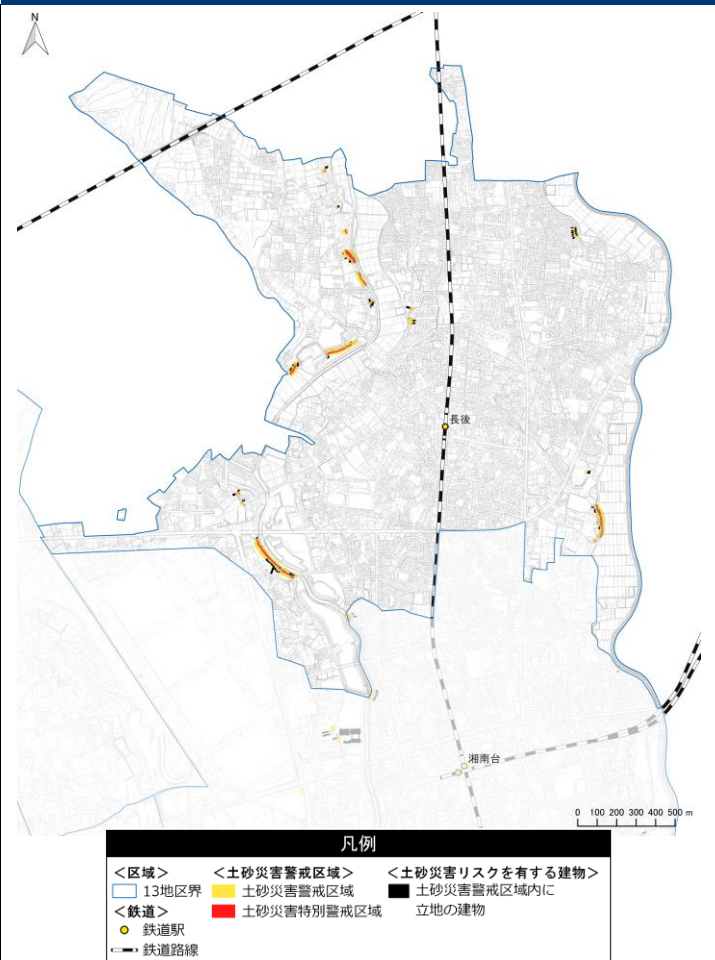 N
長後
湘南台
0 100 200 300 400 500 m
凡例
＜区域＞
13地区界
＜鉄道＞
鉄道駅
鉄道路線
＜土砂災害警戒区域＞
土砂災害警戒区域
土砂災害特別警戒区域
＜土砂災害リスクを有する建物＞
土砂災害警戒区域内に
立地の建物